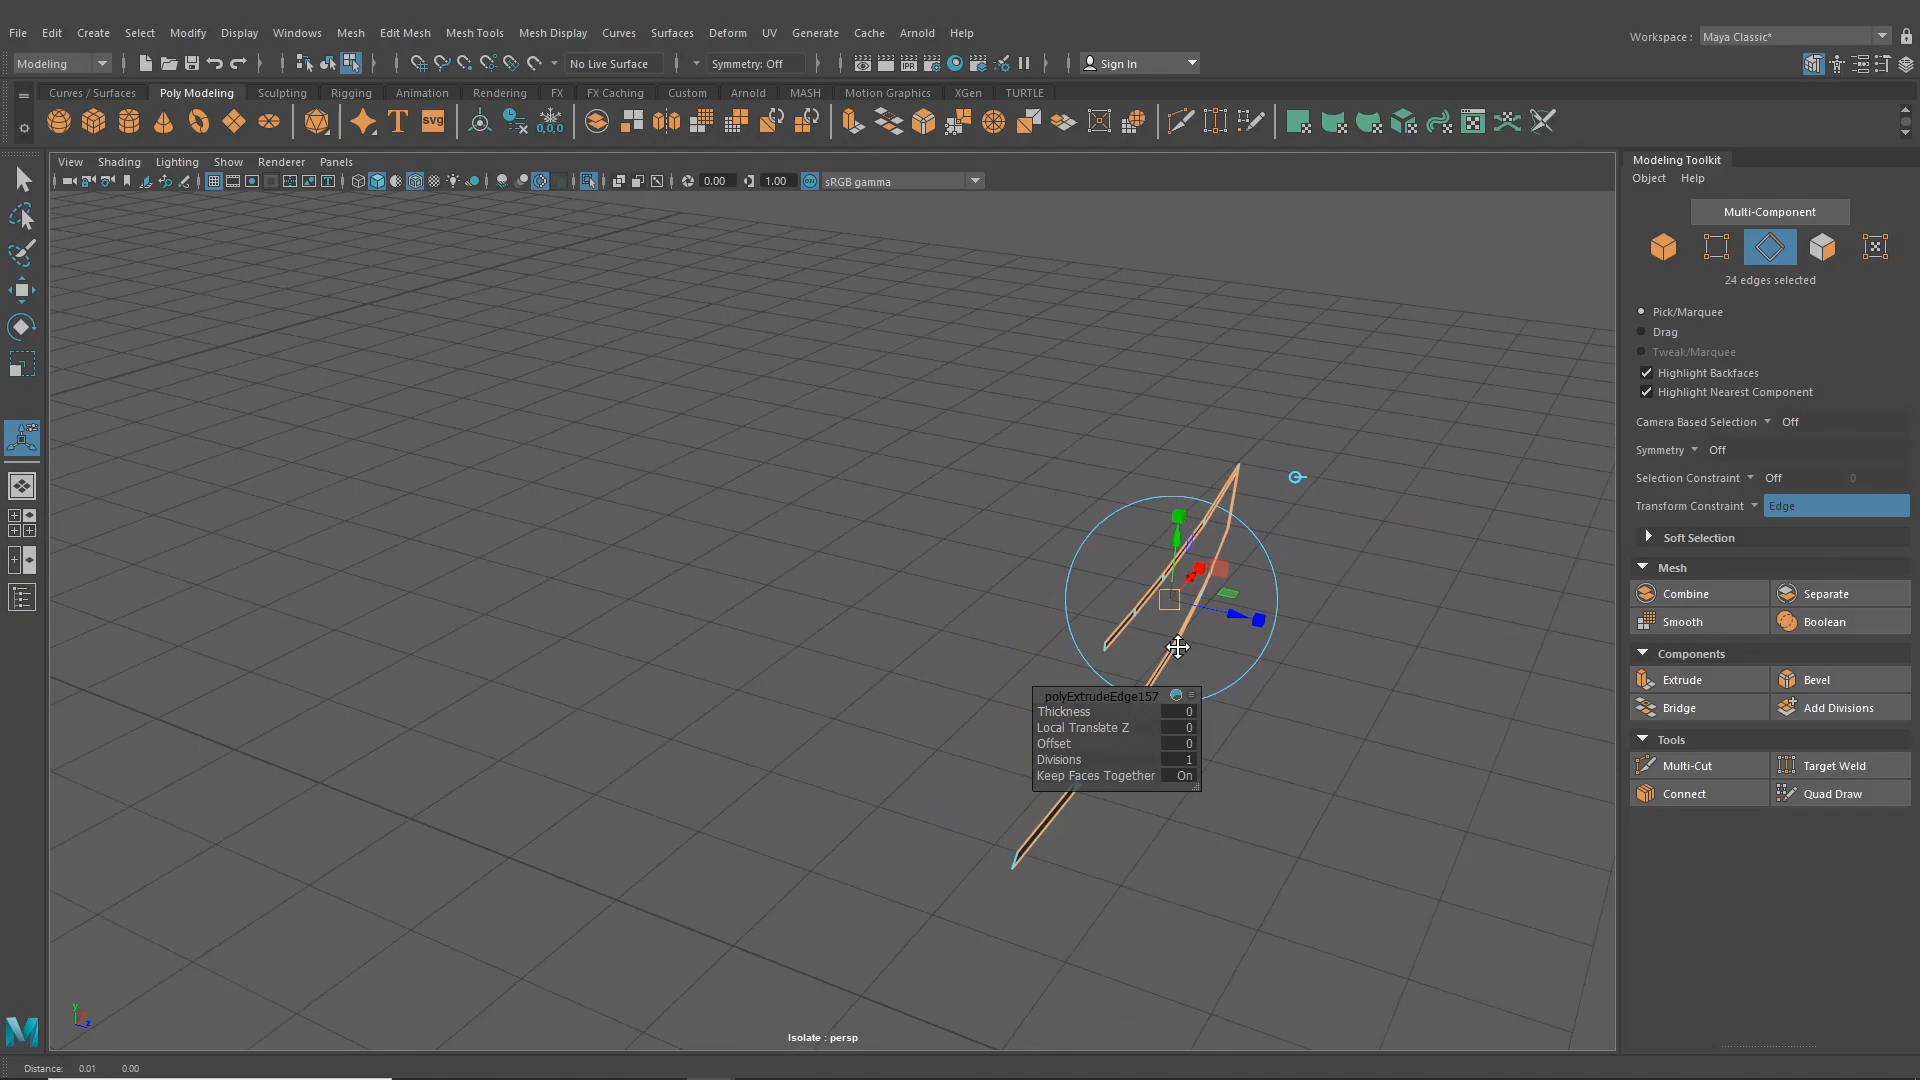 File Edit Create Select Modify Display Windows Mesh Edit Mesh Mesh Tools Mesh Display Curves Surfaces Deform UV Generate Cache Arnold Help
Workspace : Maya Classic*
Modeling No Live Surface Symmetry: Off IPR Sign In
Curves / Surfaces Poly Modeling Sculpting Rigging Animation Rendering FX FX Caching Custom Arnold MASH Motion Graphics XGen TURTLE
T svg 0,0,0
View Shading Lighting Show Renderer Panels
0.00 1.00 ON sRGB gamma
Modeling Toolkit
Object Help
Multi-Component
24 edges selected
Pick/Marquee
Drag
Tweak/Marquee
Highlight Backfaces
Highlight Nearest Component
Camera Based Selection Off
Symmetry Off
Selection Constraint Off 0
Transform Constraint Edge
Soft Selection
Mesh
Combine Separate
Smooth Boolean
Components
Extrude Bevel
Bridge Add Divisions
Tools
Multi-Cut Target Weld
Connect Quad Draw
polyExtrudeEdge157
Thickness 0
Local Translate Z 0
Offset 0
Divisions 1
Keep Faces Together On
y
z
Isolate : persp
M
Distance: 0.01 0.00